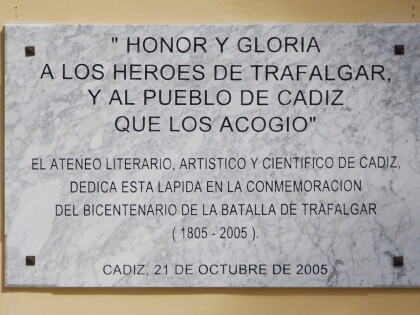 " HONOR Y GLORIA
A LOS HEROES DE TRAFALGAR,
Y AL PUEBLO DE CADIZ
QUE LOS ACOGIO"
EL ATENEO LITERARIO, ARTISTICO Y CIENTIFICO DE CADIZ,
DEDICA ESTA LAPIDA EN LA CONMEMORACION
DEL BICENTENARIO DE LA BATALLA DE TRAFALGAR
( 1805 - 2005 ).
CADIZ, 21 DE OCTUBRE DE 2005